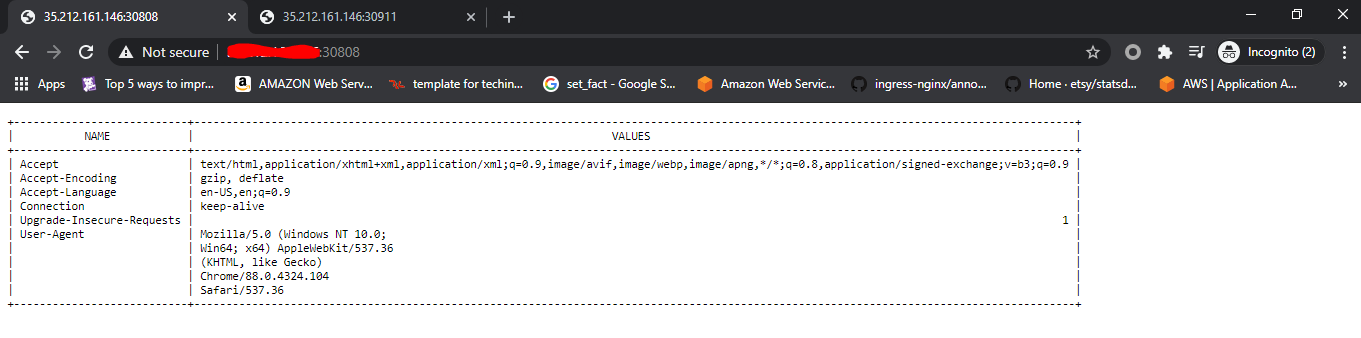 35.212.161.146:30808
35.212.161.146:30911
Not secure
:30808
Incognito (2)
Apps
Top 5 ways to impr...
AMAZON Web Serv...
template for techin...
set_fact - Google S...
Amazon Web Servic...
ingress-nginx/anno...
Home · etsy/statsd...
AWS | Application A...
»
NAME VALUES
Accept text/html,application/xhtml+xml,application/xml;q=0.9,image/avif,image/webp,image/apng,*/*;q=0.8,application/signed-exchange;v=b3;q=0.9
Accept-Encoding gzip, deflate
Accept-Language en-US,en;q=0.9
Connection keep-alive
Upgrade-Insecure-Requests 1
User-Agent Mozilla/5.0 (Windows NT 10.0;
Win64; x64) AppleWebKit/537.36
(KHTML, like Gecko)
Chrome/88.0.4324.104
Safari/537.36